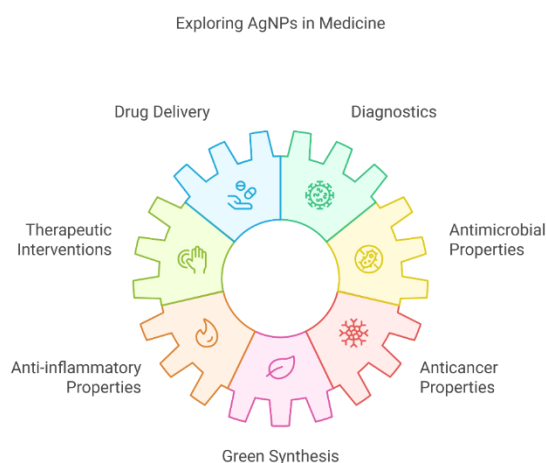 Exploring AgNPs in Medicine
Drug Delivery
Diagnostics
Therapeutic
Interventions
Antimicrobial
Properties
Anti-inflammatory
Properties
Anticancer
Properties
Green Synthesis